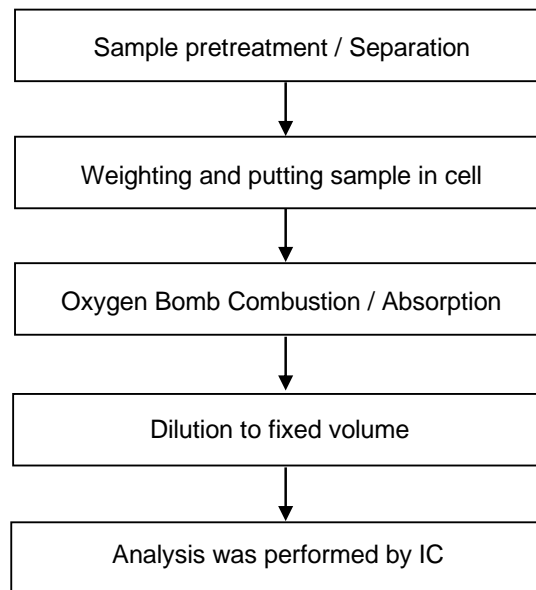 Sample pretreatment / Separation
Weighting and putting sample in cell
Oxygen Bomb Combustion / Absorption
Dilution to fixed volume
Analysis was performed by IC